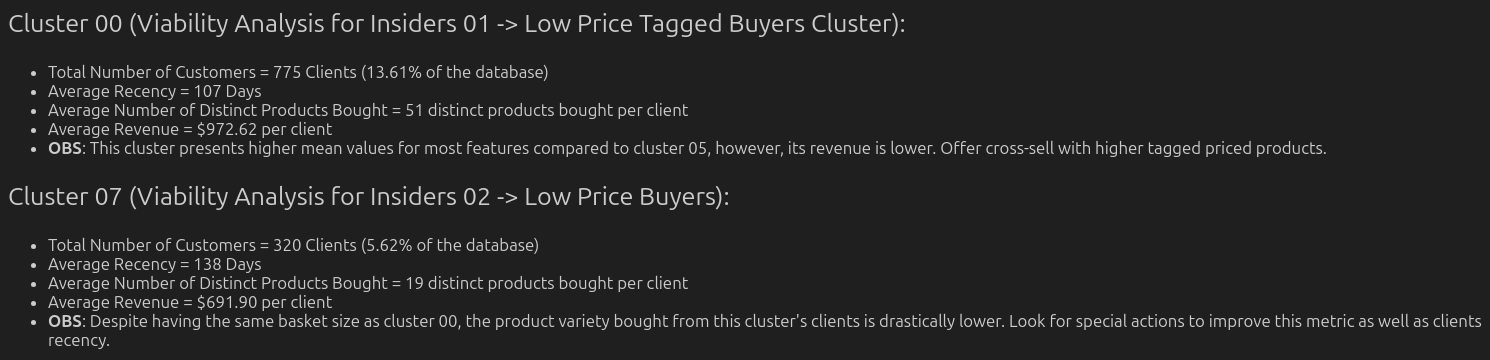 Cluster 00 (Viability Analysis for Insiders 01 -> Low Price Tagged Buyers Cluster):
• Total Number of Customers = 775 Clients (13.61% of the database)
• Average Recency = 107 Days
• Average Number of Distinct Products Bought = 51 distinct products bought per client
• Average Revenue = $972.62 per client
• OBS: This cluster presents higher mean values for most features compared to cluster 05, however, its revenue is lower. Offer cross-sell with higher tagged priced products.
Cluster 07 (Viability Analysis for Insiders 02 -> Low Price Buyers):
• Total Number of Customers = 320 Clients (5.62% of the database)
• Average Recency = 138 Days
• Average Number of Distinct Products Bought = 19 distinct products bought per client
• Average Revenue = $691.90 per client
• OBS: Despite having the same basket size as cluster 00, the product variety bought from this cluster's clients is drastically lower. Look for special actions to improve this metric as well as clients
recency.